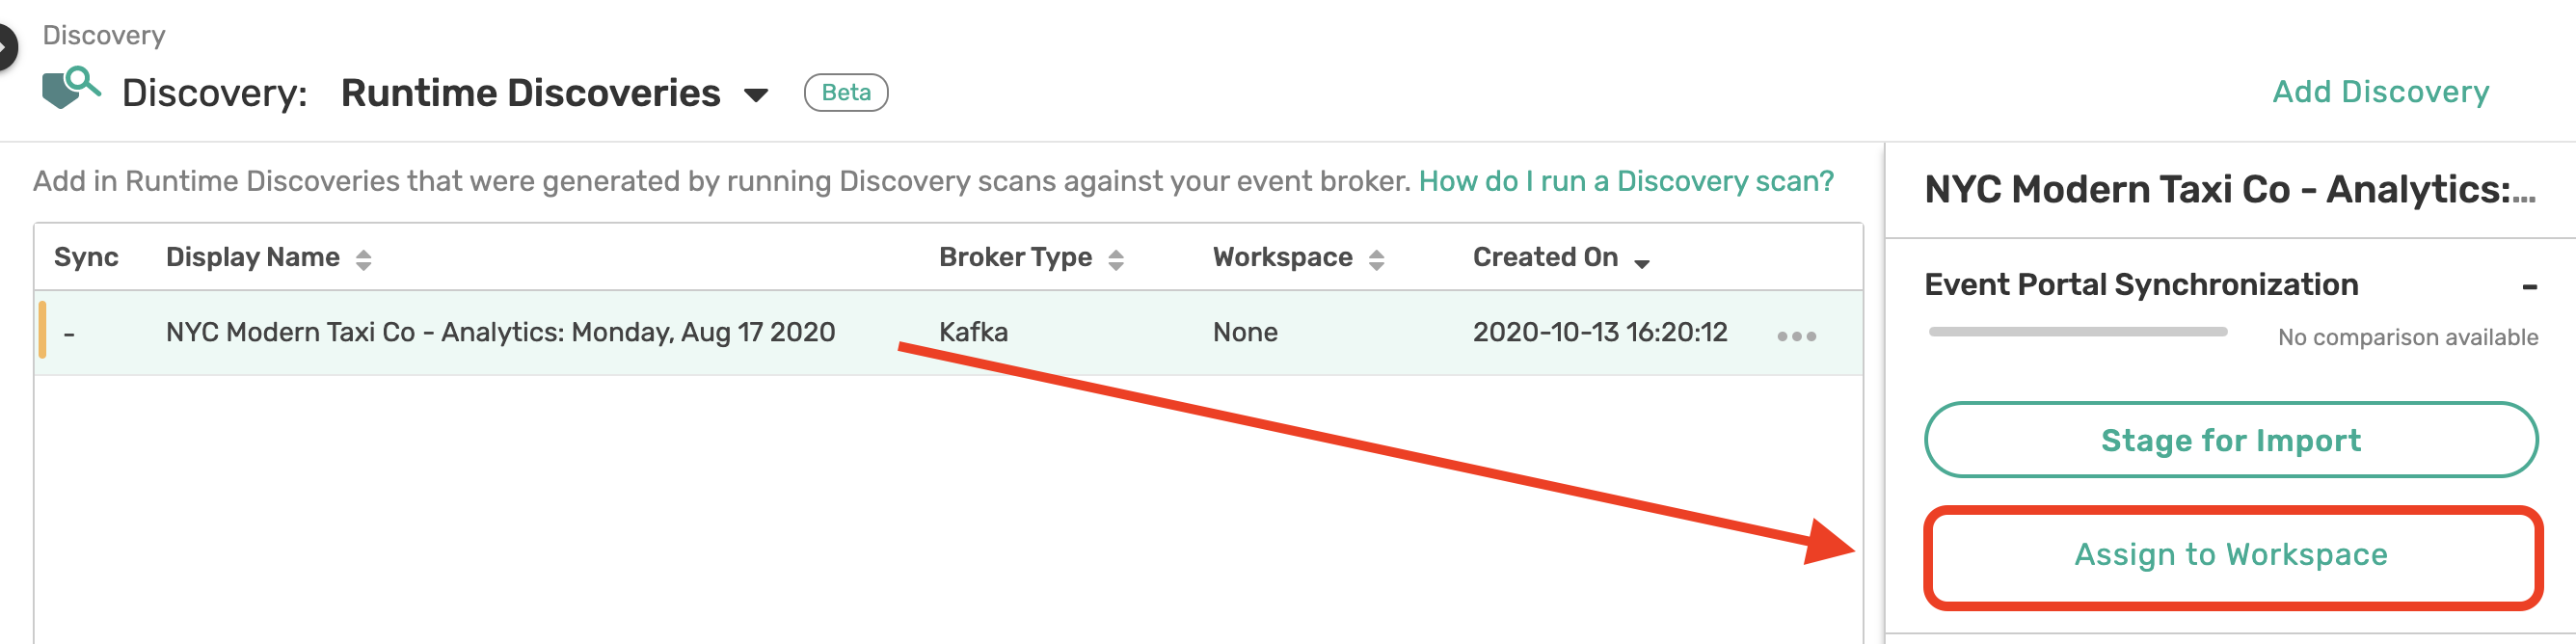 Discovery
Discovery: Runtime Discoveries Beta
Add Discovery
Add in Runtime Discoveries that were generated by running Discovery scans against your event broker. How do I run a Discovery scan?
Sync Display Name Broker Type Workspace Created On
- NYC Modern Taxi Co - Analytics: Monday, Aug 17 2020 Kafka None 2020-10-13 16:20:12
NYC Modern Taxi Co - Analytics:...
Event Portal Synchronization -
No comparison available
Stage for Import
Assign to Workspace